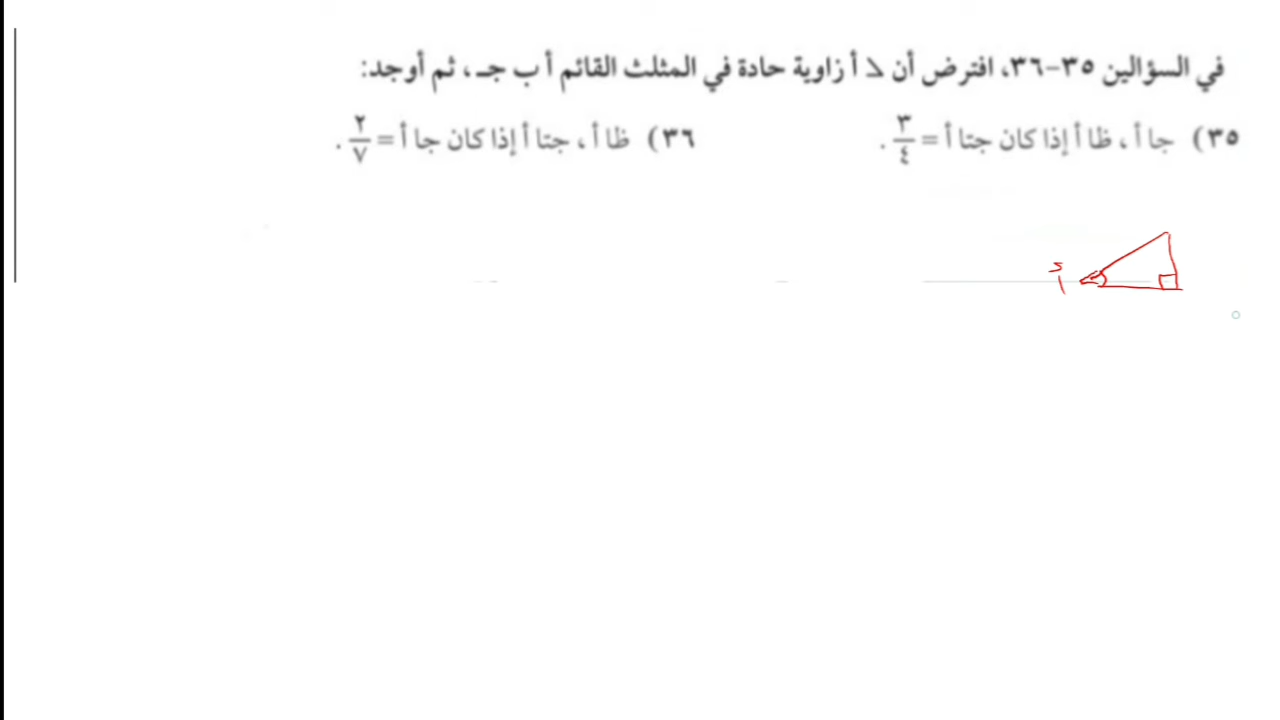 في السؤالين ٣٥-٣٦، افترض أن ∠ أ زاوية حادة في المثلث القائم أ ب جـ، ثم أوجد:
٣٥) جا أ، ظا أ إذا كان جتا أ = ٣/٤ .
٣٦) ظا أ، جتا أ إذا كان جا أ = ٢/٧ .
أ